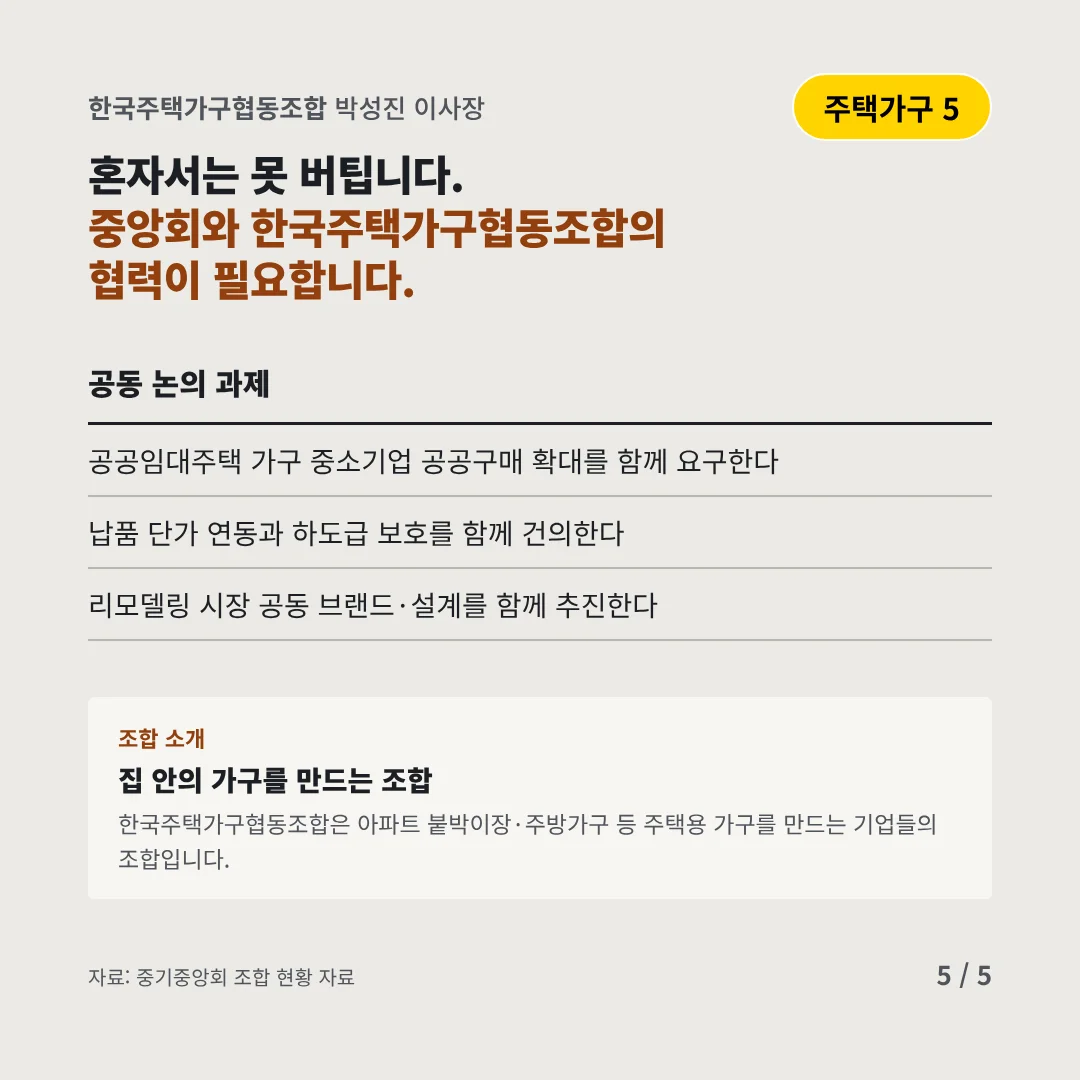 한국주택가구협동조합 박성진 이사장
주택가구 5
혼자서는 못 버팁니다.
중앙회와 한국주택가구협동조합의
협력이 필요합니다.
공동 논의 과제
공공임대주택 가구 중소기업 공공구매 확대를 함께 요구한다
납품 단가 연동과 하도급 보호를 함께 건의한다
리모델링 시장 공동 브랜드·설계를 함께 추진한다
조합 소개
집 안의 가구를 만드는 조합
한국주택가구협동조합은 아파트 붙박이장·주방가구 등 주택용 가구를 만드는 기업들의
조합입니다.
자료: 중기중앙회 조합 현황 자료
5 / 5